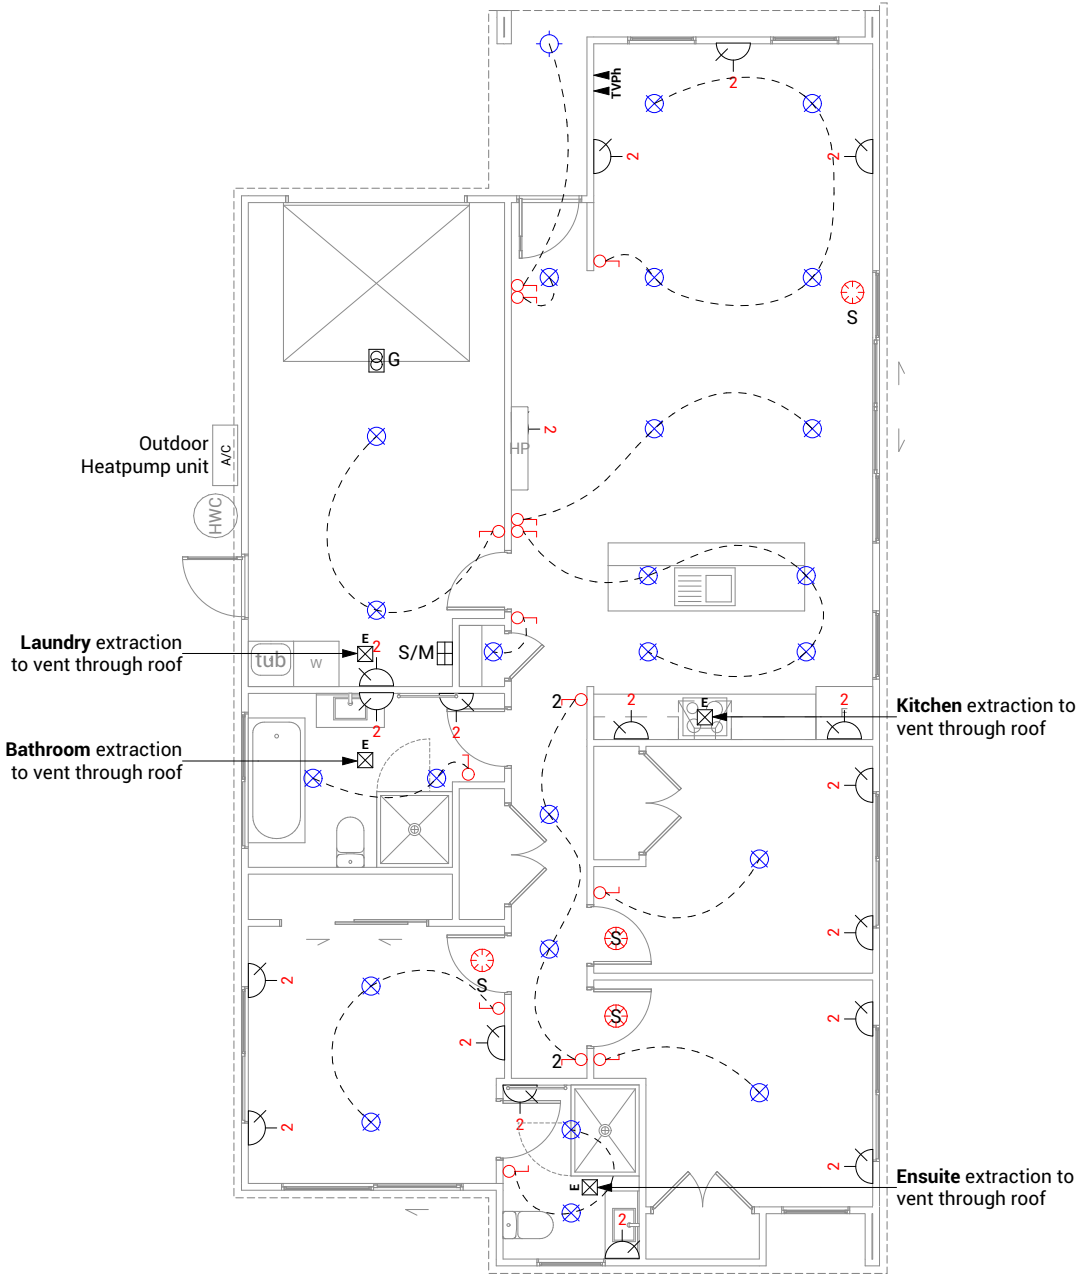 TVPh
2
2
2
S
G
2
HP
Outdoor
Heatpump unit
A/C
HWC
Laundry extraction
to vent through roof
tub
W
E
2
S/M
2
2
2
2
E
2
Kitchen extraction to
vent through roof
Bathroom extraction
to vent through roof
E
2
2
S
S
2
S
2
2
2
2
2
2
2
E
2
Ensuite extraction to
vent through roof